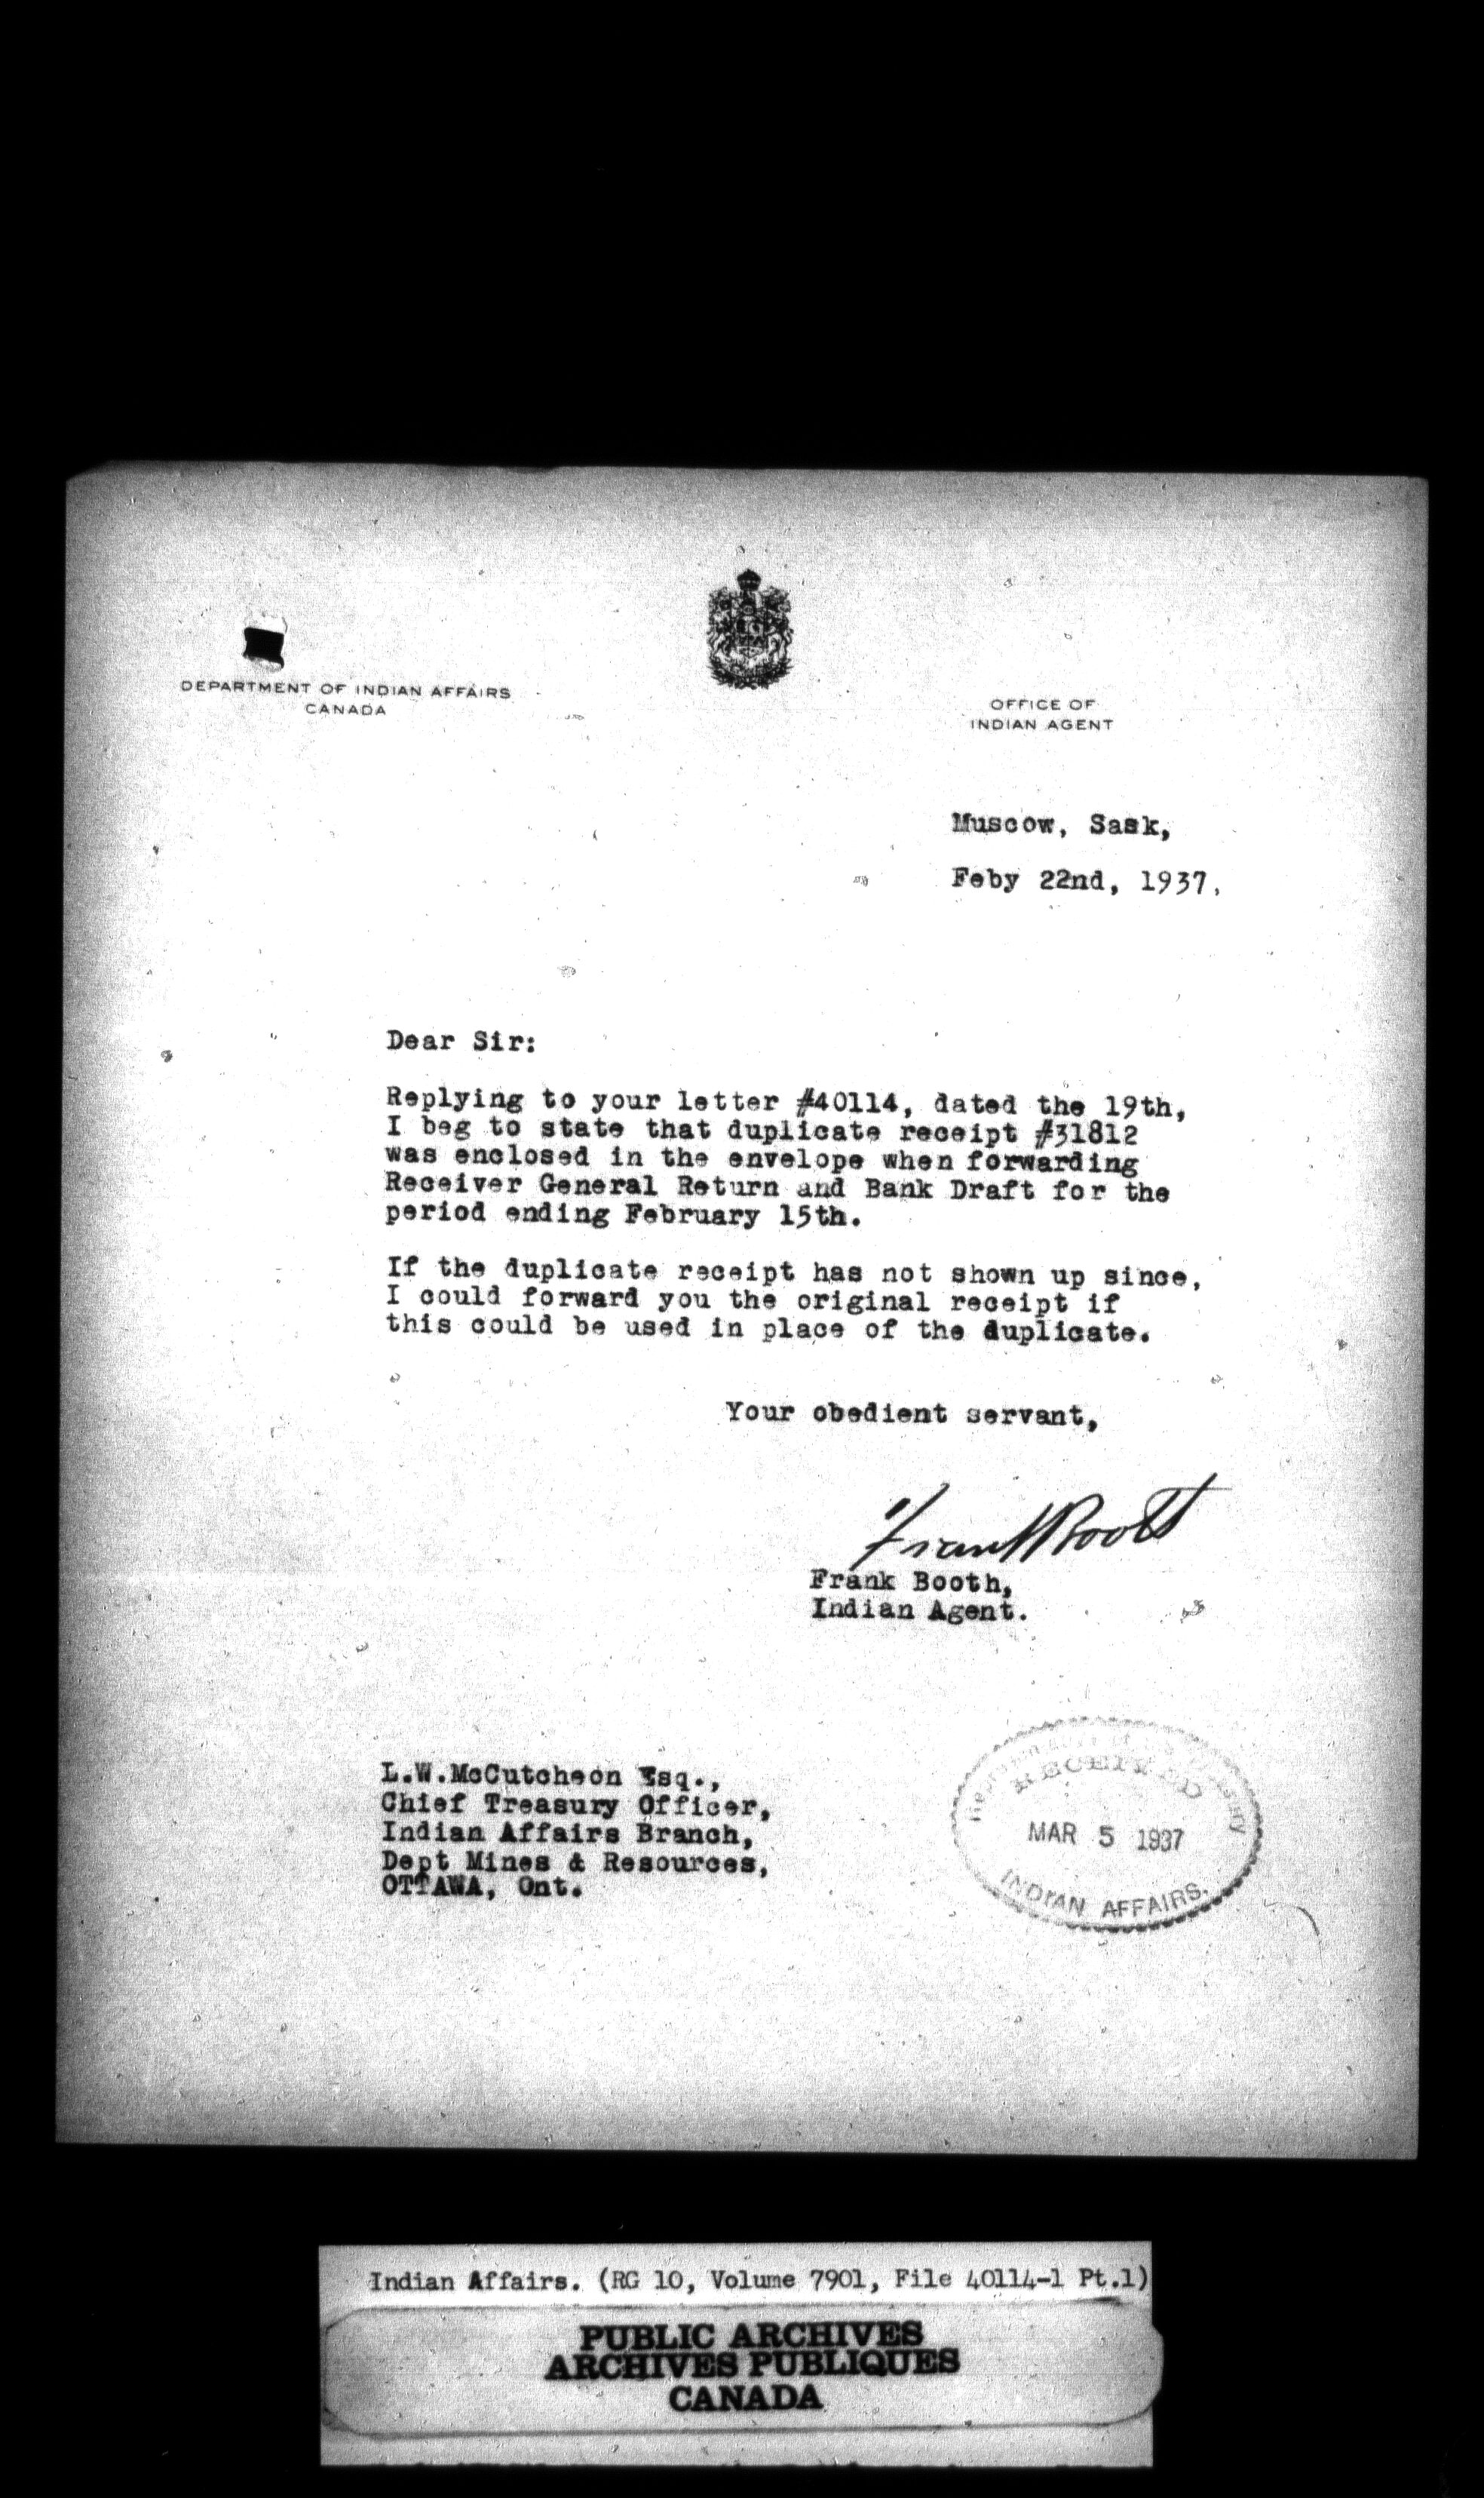 DEPARTMENT OF INDIAN AFFAIRS
CANADA
OFFICE OF
INDIAN AGENT
Muscow, Sask,
Feby 22nd, 1937,
Dear Sir:
Replying to your letter #40114, dated the 19th,
I beg to state that duplicate receipt #31812
was enclosed in the envelope when forwarding
Receiver General Return and Bank Draft for the
period ending February 15th.
If the duplicate receipt has not shown up since,
I could forward you the original receipt if
this could be used in place of the duplicate.
Your obedient servant,
Frank Booth
Frank Booth,
Indian Agent.
L.W.McCutcheon Esq.,
Chief Treasury Officer,
Indian Affairs Branch,
Dept Mines & Resources,
OTTAWA, Ont.
RECEIVED
MAR 5 1937
INDIAN AFFAIRS.
Indian Affairs. (RG 10, Volume 7901, File 40114-1 Pt.1)
PUBLIC ARCHIVES
ARCHIVES PUBLIQUES
CANADA